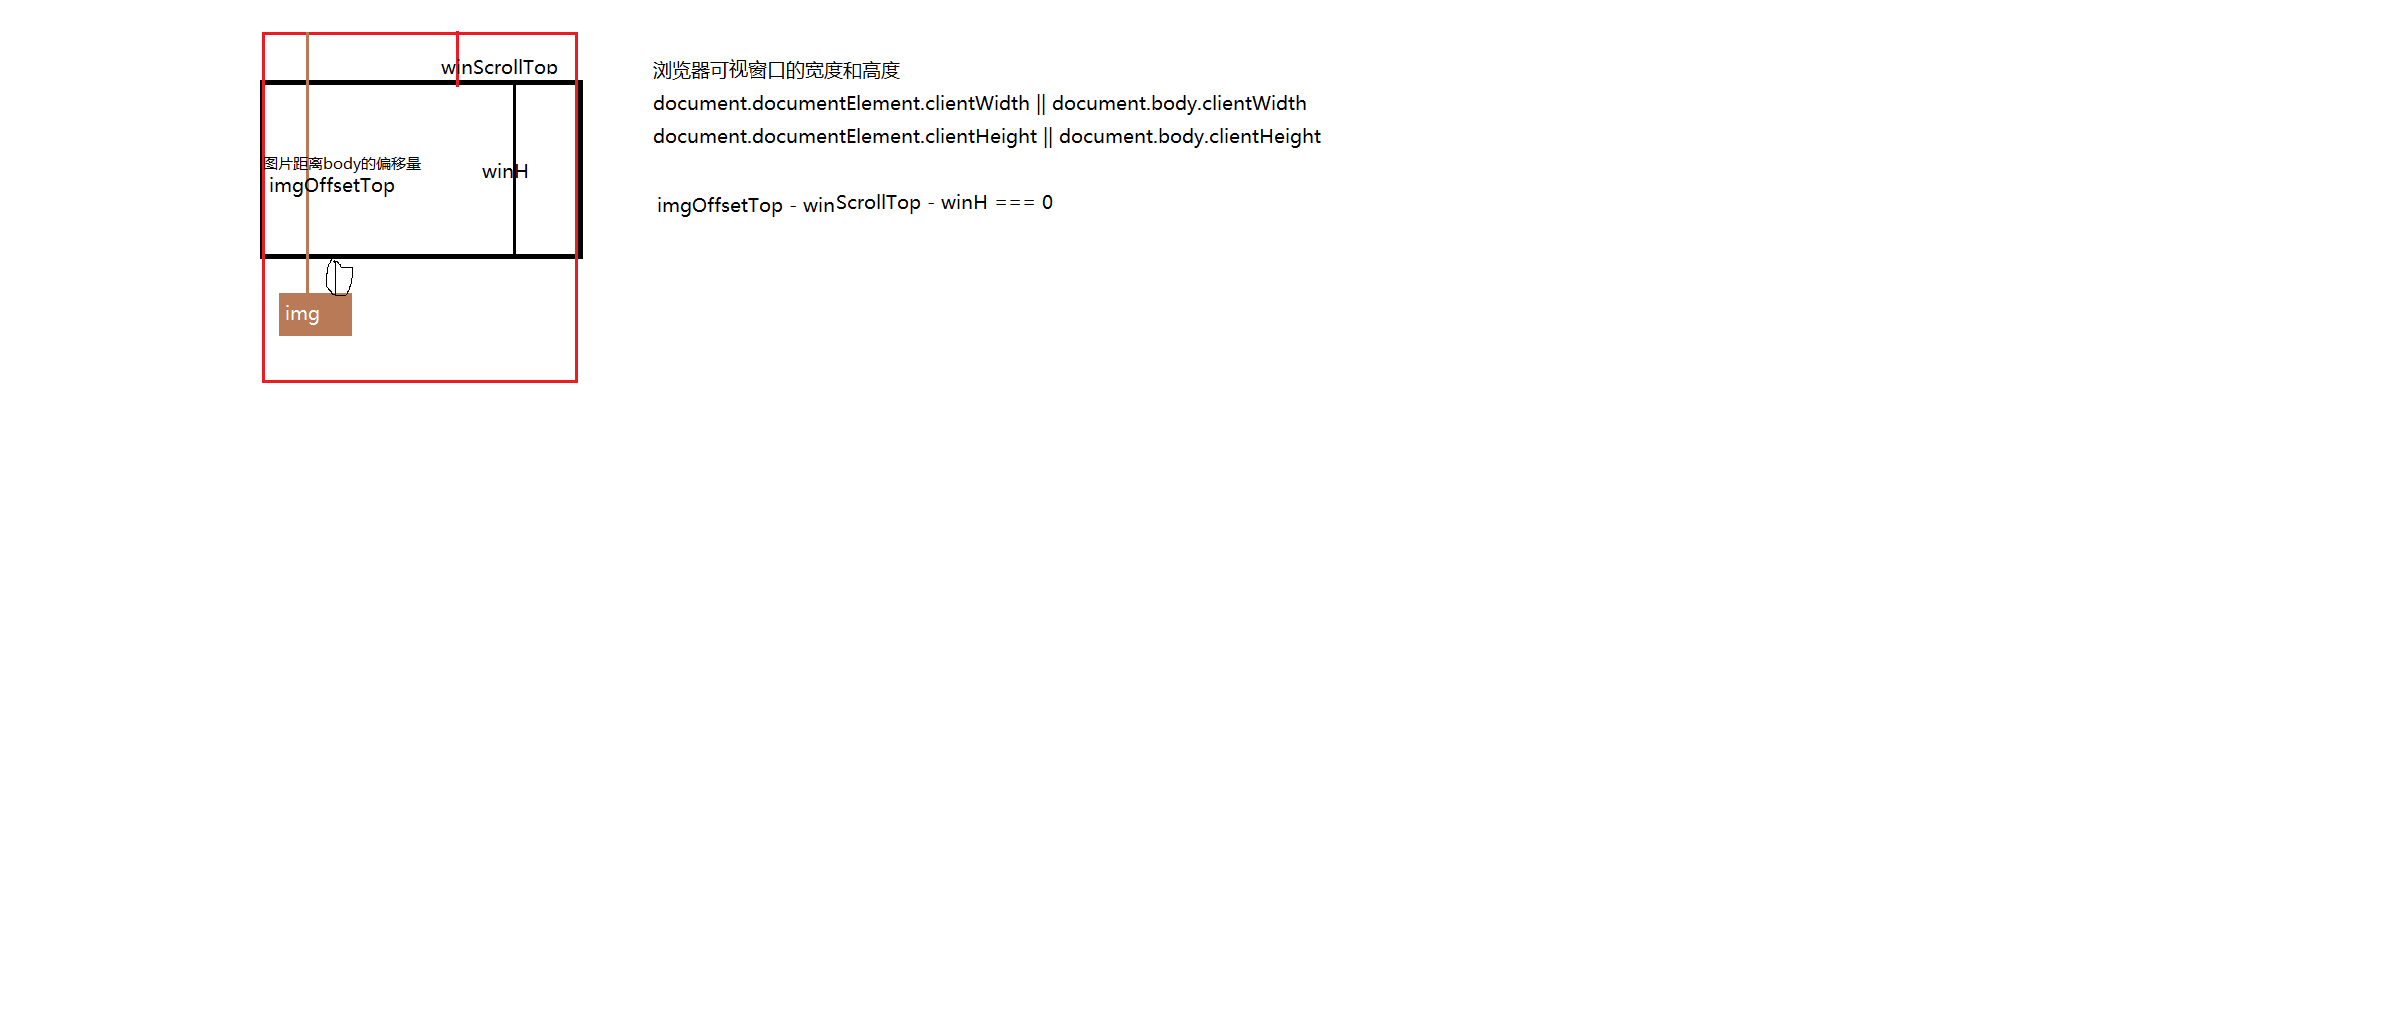 winScrollTop
图片距离body的偏移量
imgOffsetTop
winH
img
浏览器可视窗口的宽度和高度
document.documentElement.clientWidth || document.body.clientWidth
document.documentElement.clientHeight || document.body.clientHeight
imgOffsetTop - winScrollTop - winH === 0